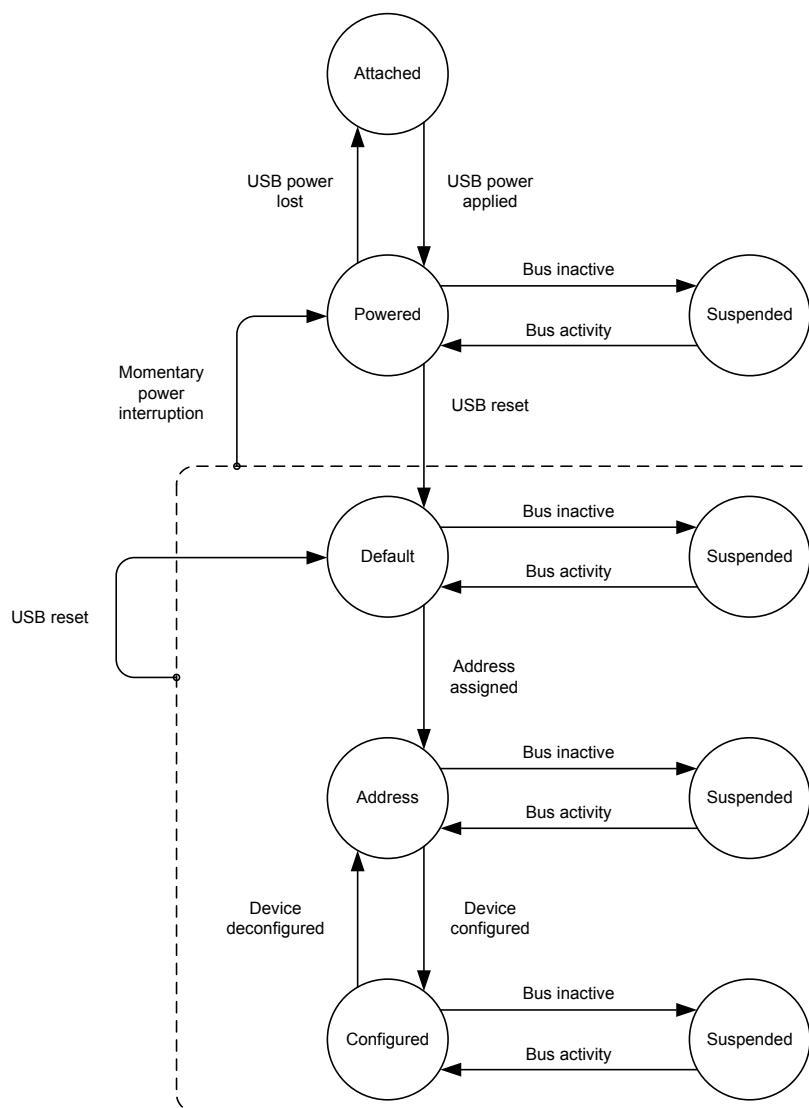 Attached
USB power
lost
USB power
applied
Bus inactive
Powered
Suspended
Bus activity
Momentary
power
interruption
USB reset
Bus inactive
Default
Suspended
Bus activity
USB reset
Address
assigned
Bus inactive
Address
Suspended
Bus activity
Device
deconfigured
Device
configured
Bus inactive
Configured
Suspended
Bus activity